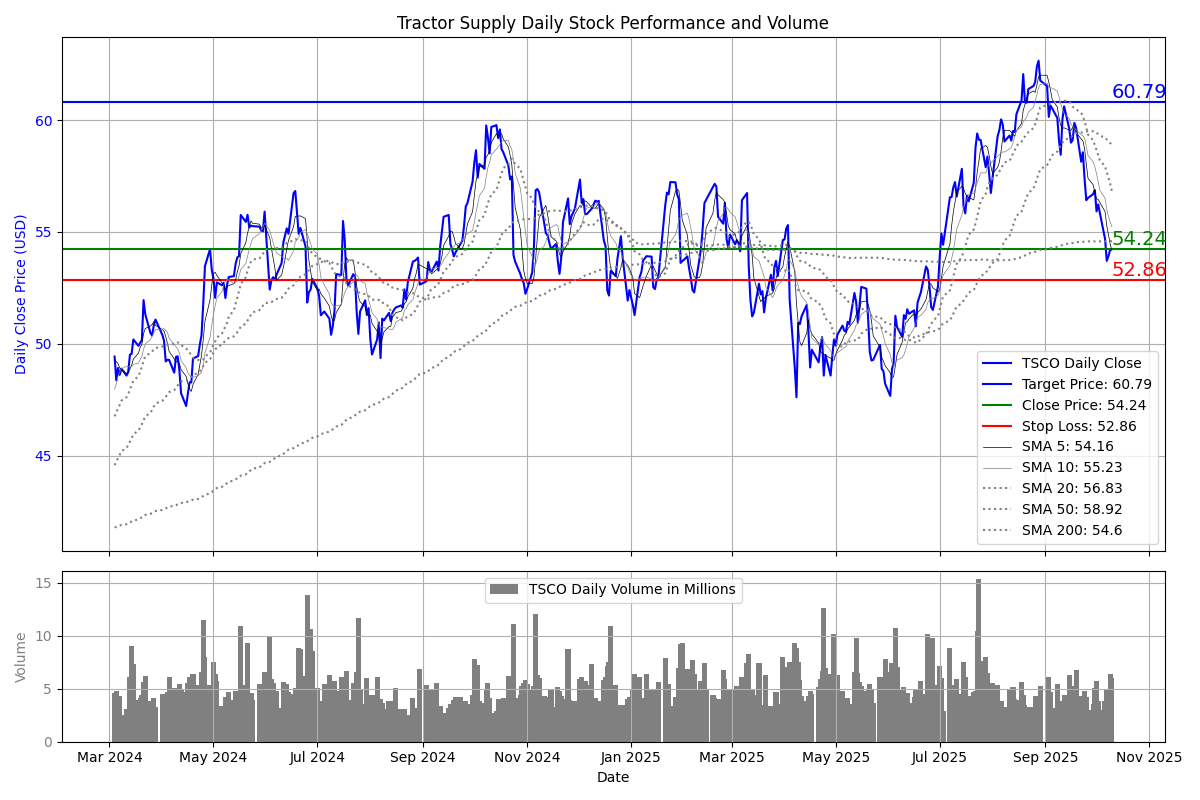 Tractor Supply Daily Stock Performance and Volume
Daily Close Price (USD)
60
55
50
45
60.79
54.24
52.86
TSCO Daily Close
Target Price: 60.79
Close Price: 54.24
Stop Loss: 52.86
SMA 5: 54.16
SMA 10: 55.23
SMA 20: 56.83
SMA 50: 58.92
SMA 200: 54.6
Volume
15
10
5
0
TSCO Daily Volume in Millions
Mar 2024 May 2024 Jul 2024 Sep 2024 Nov 2024 Jan 2025 Mar 2025 May 2025 Jul 2025 Sep 2025 Nov 2025
Date